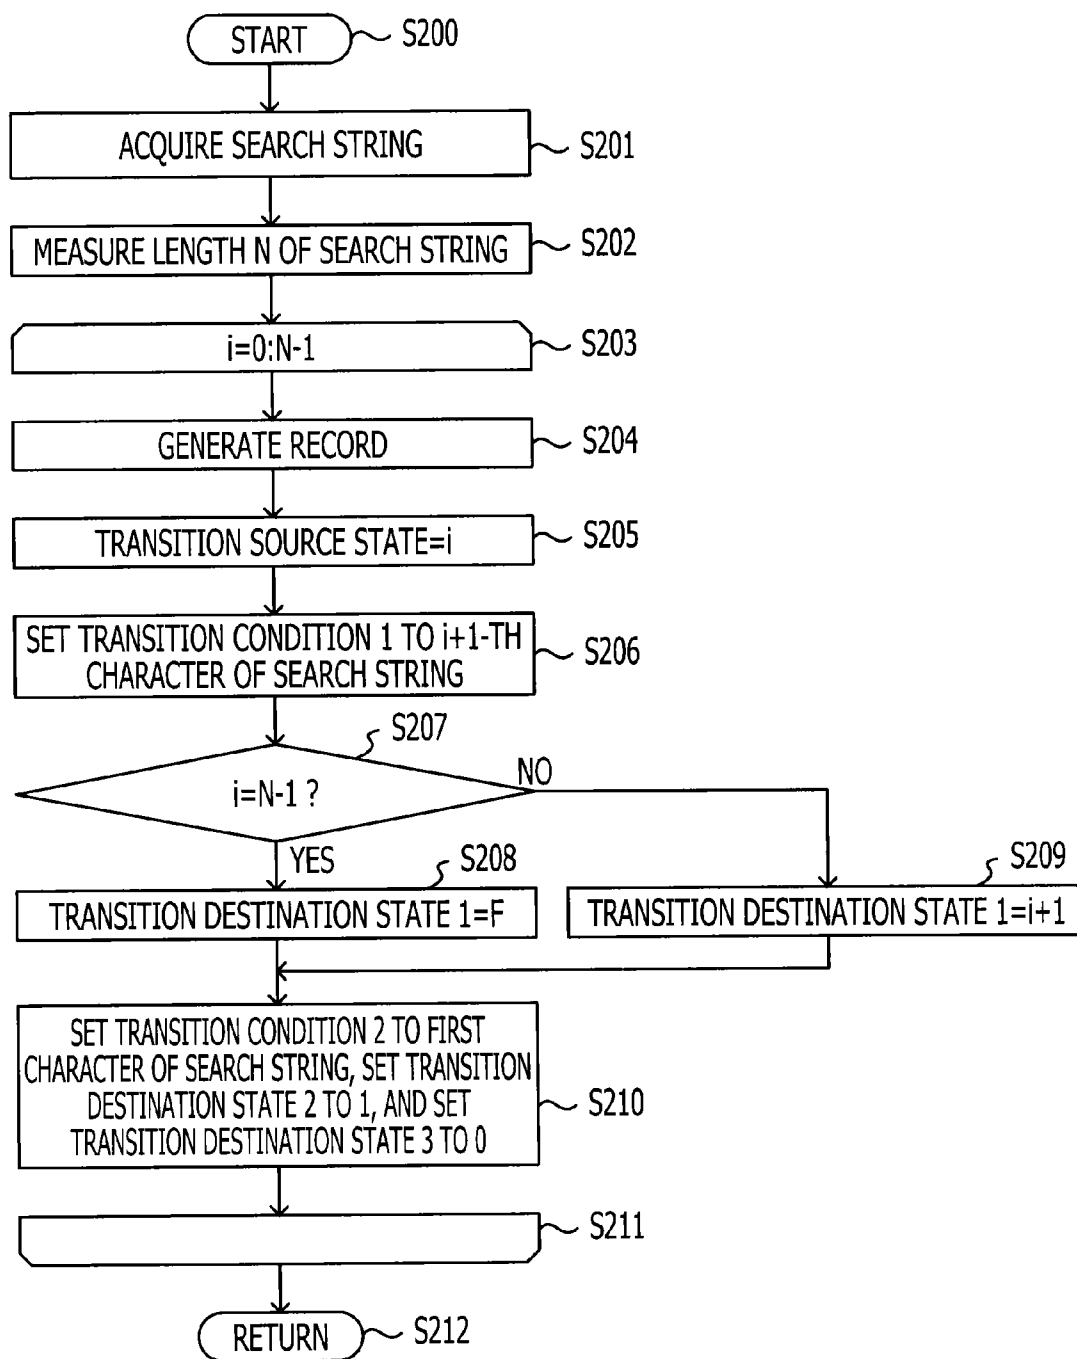 START
S200
ACQUIRE SEARCH STRING
S201
MEASURE LENGTH N OF SEARCH STRING
S202
i=0:N-1
S203
GENERATE RECORD
S204
TRANSITION SOURCE STATE=i
S205
SET TRANSITION CONDITION 1 TO i+1-TH
CHARACTER OF SEARCH STRING
S206
S207
i=N-1 ?
NO
YES
S208
TRANSITION DESTINATION STATE 1=F
S209
TRANSITION DESTINATION STATE 1=i+1
SET TRANSITION CONDITION 2 TO FIRST
CHARACTER OF SEARCH STRING, SET TRANSITION
DESTINATION STATE 2 TO 1, AND SET
TRANSITION DESTINATION STATE 3 TO 0
S210
S211
RETURN
S212